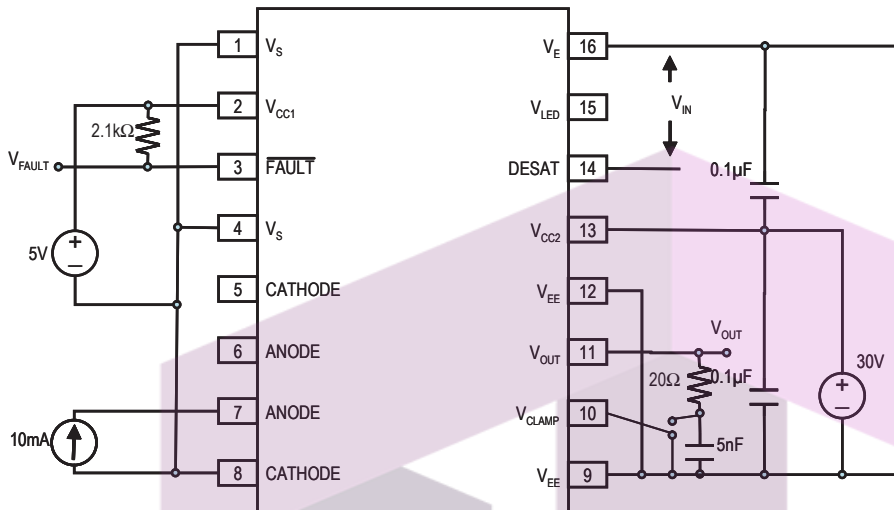 1 V_S
2 V_CC1
3 FAULT
4 V_S
5 CATHODE
6 ANODE
7 ANODE
8 CATHODE
2.1kΩ
V_FAULT
5V
+
–
10mA
V_E 16
V_LED 15
DESAT 14
V_CC2 13
V_EE 12
V_OUT 11
V_CLAMP 10
V_EE 9
V_IN
0.1µF
V_OUT
20Ω
0.1µF
5nF
30V
+
–